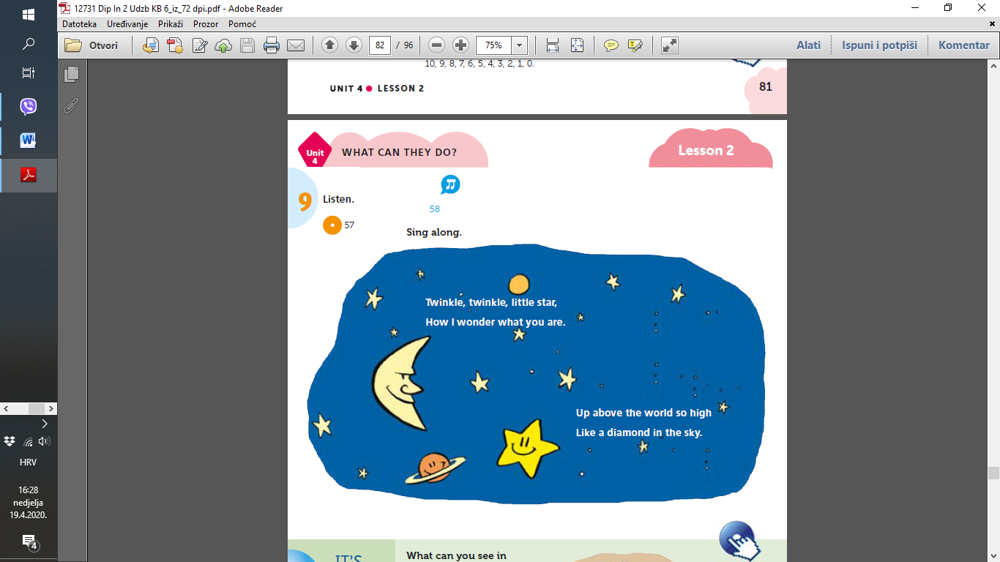 12731 Dip In 2 Udzb KB 6_iz_72 dpi.pdf - Adobe Reader
Datoteka Uređivanje Prikaži Prozor Pomoć
Otvori 82 / 96 75% Alati Ispuni i potpiši Komentar
10, 9, 8, 7, 6, 5, 4, 3, 2, 1, 0.
UNIT 4 ● LESSON 2
81
Unit
4
WHAT CAN THEY DO?
Lesson 2
9
Listen.
57
58
Sing along.
Twinkle, twinkle, little star,
How I wonder what you are.
Up above the world so high
Like a diamond in the sky.
IT'S
What can you see in
HRV
16:28
nedjelja
19.4.2020.
4